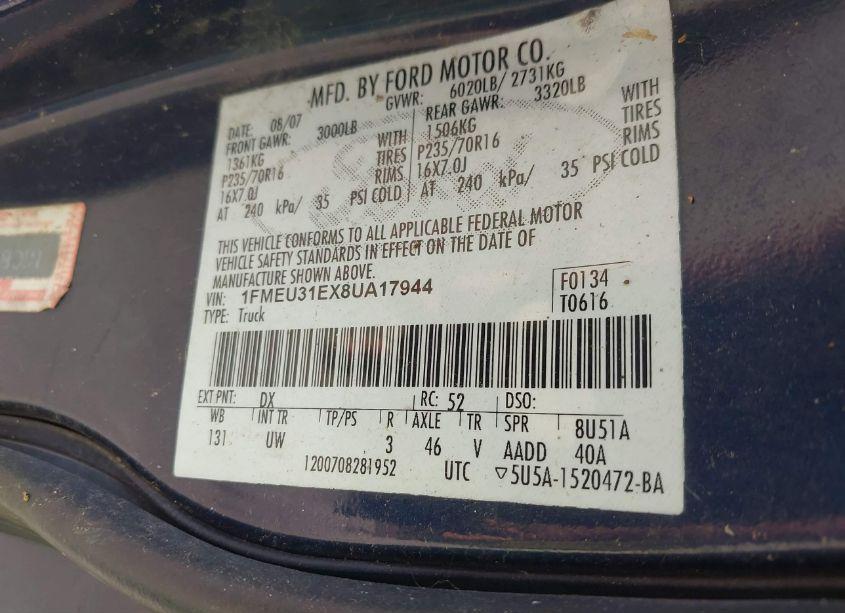 MFD. BY FORD MOTOR CO.
DATE: 08/07 GVWR: 6020LB/ 2731KG
FRONT GAWR: 3000LB REAR GAWR: 3320LB
1361KG WITH 1506KG WITH
P235/70R16 TIRES P235/70R16 TIRES
16X7.0J RIMS 16X7.0J RIMS
AT 240 kPa/ 35 PSI COLD AT 240 kPa/ 35 PSI COLD
THIS VEHICLE CONFORMS TO ALL APPLICABLE FEDERAL MOTOR
VEHICLE SAFETY STANDARDS IN EFFECT ON THE DATE OF
MANUFACTURE SHOWN ABOVE.
VIN: 1FMEU31EX8UA17944 F0134
TYPE: Truck T0616
EXT PNT: DX RC: 52 DSO:
WB INT TR TP/PS R AXLE TR SPR 8U51A
131 UW 3 46 V AADD 40A
1200708281952 UTC ▽5U5A-1520472-BA